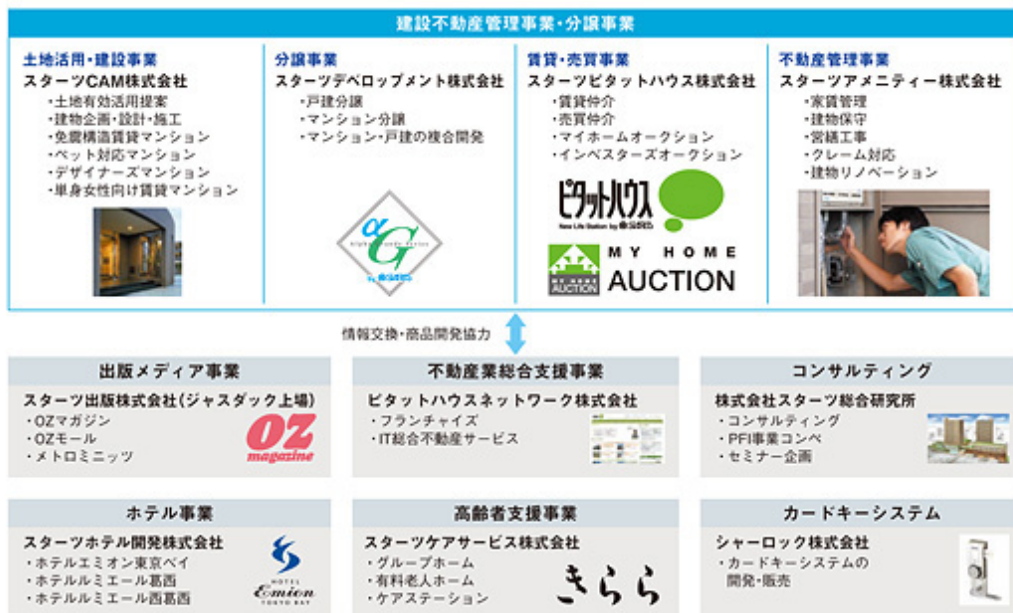 建設不動産管理事業・分譲事業
土地活用・建設事業
スターツCAM株式会社
・土地有効活用提案
・建物企画・設計・施工
・免震構造賃貸マンション
・ペット対応マンション
・デザイナーズマンション
・単身女性向け賃貸マンション
分譲事業
スターツデベロップメント株式会社
・戸建分譲
・マンション分譲
・マンション・戸建の複合開発
αG
賃貸・売買事業
スターツピタットハウス株式会社
・賃貸仲介
・売買仲介
・マイホームオークション
・インベスターズオークション
ピタットハウス
New Life Station by
MY HOME
AUCTION
MY HOME
AUCTION
不動産管理事業
スターツアメニティー株式会社
・家賃管理
・建物保守
・営繕工事
・クレーム対応
・建物リノベーション
情報交換・商品開発協力
出版メディア事業
スターツ出版株式会社(ジャスダック上場)
・OZマガジン
・OZモール
・メトロミニッツ
OZ
magazine
不動産業総合支援事業
ピタットハウスネットワーク株式会社
・フランチャイズ
・IT総合不動産サービス
コンサルティング
株式会社スターツ総合研究所
・コンサルティング
・PFI事業コンペ
・セミナー企画
ホテル事業
スターツホテル開発株式会社
・ホテルエミオン東京ベイ
・ホテルルミエール葛西
・ホテルルミエール西葛西
HOTEL
Emion
TOKYO BAY
高齢者支援事業
スターツケアサービス株式会社
・グループホーム
・有料老人ホーム
・ケアステーション
きらら
カードキーシステム
シャーロック株式会社
・カードキーシステムの
開発・販売